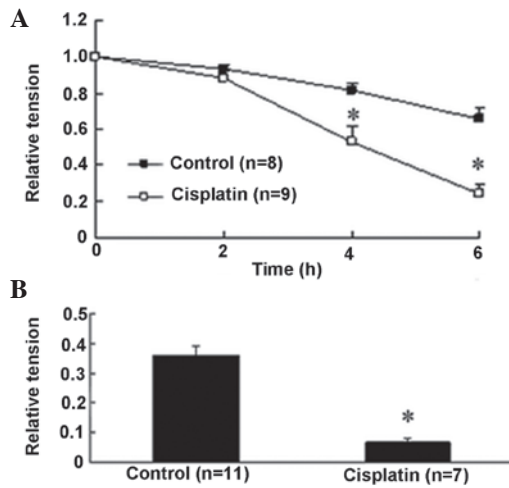 A
1.2
1.0
0.8
0.6
0.4
0.2
0
Relative tension
*
*
Control (n=8)
Cisplatin (n=9)
0 2 4 6
Time (h)
B
0.5
0.4
0.3
0.2
0.1
0
Relative tension
*
Control (n=11) Cisplatin (n=7)